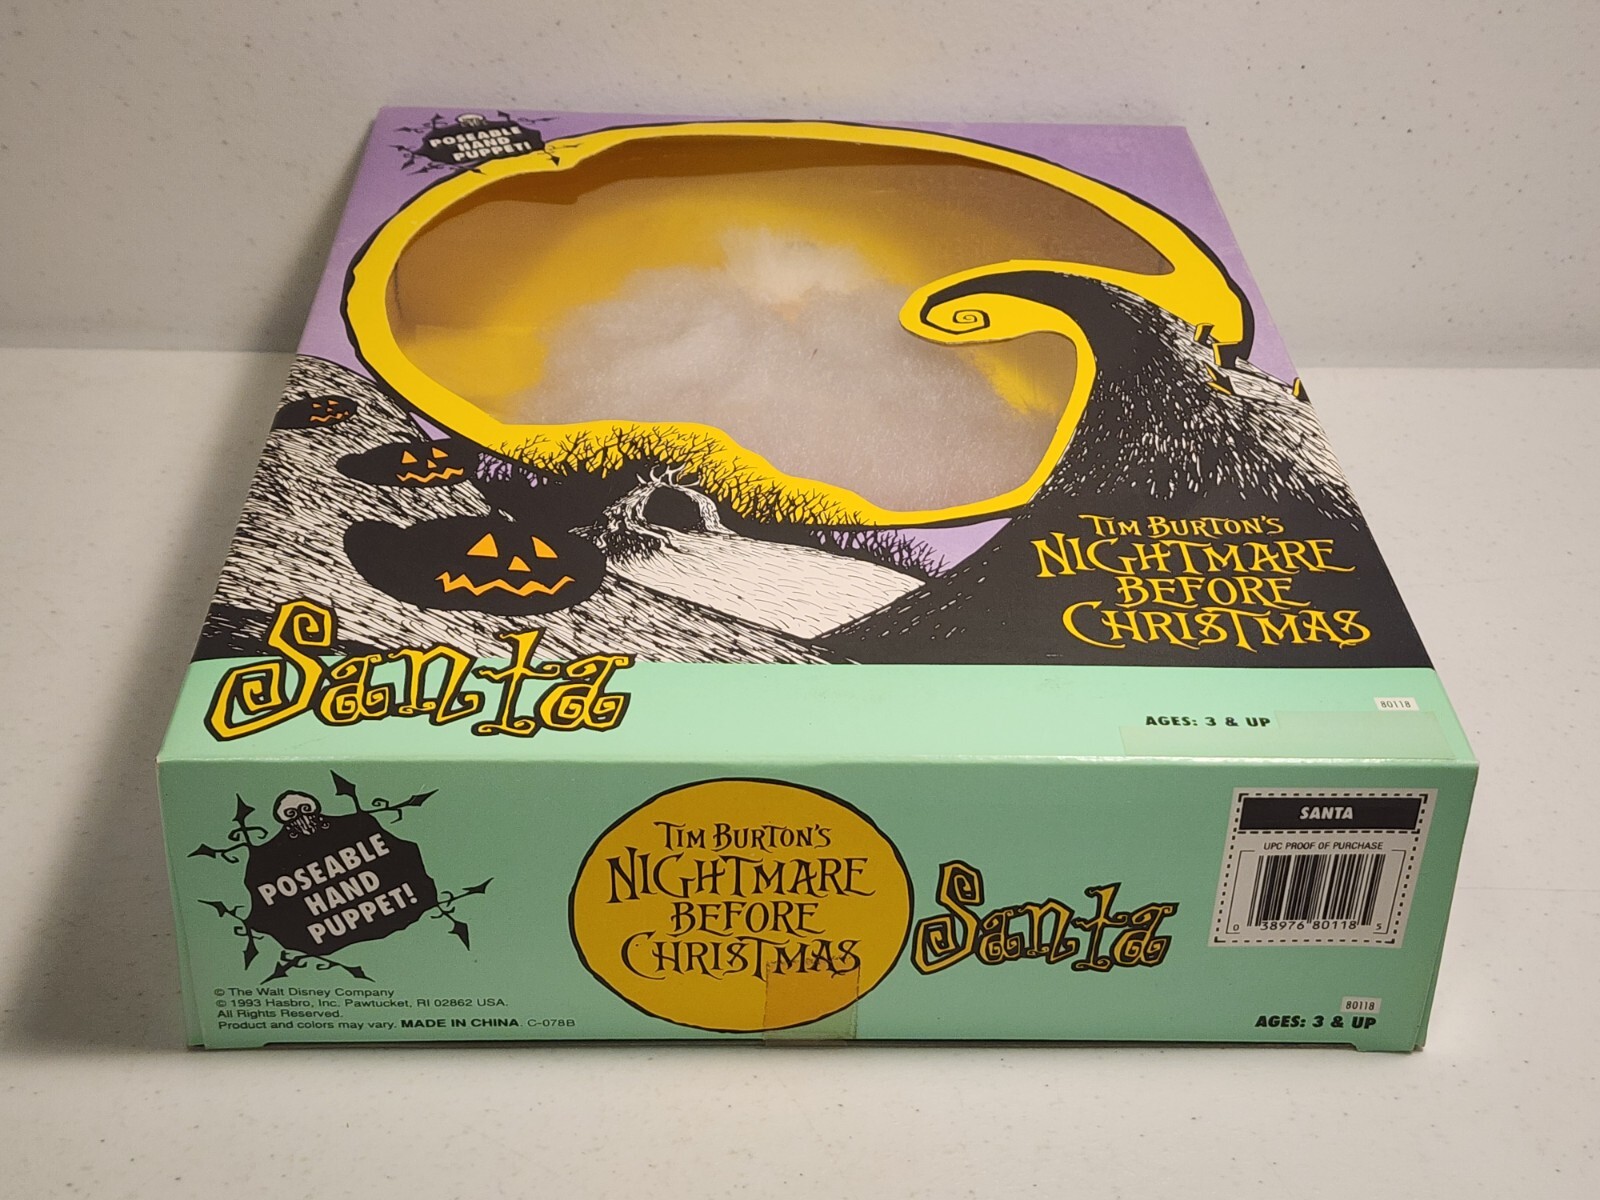 POSEABLE
HAND
PUPPET!
TIM BURTON'S
NIGHTMARE
BEFORE
CHRISTMAS
Santa
80118
AGES: 3 & UP
POSEABLE
HAND
PUPPET!
TIM BURTON'S
NIGHTMARE
BEFORE
CHRISTMAS
Santa
SANTA
UPC PROOF OF PURCHASE
0 38976 80118 5
© The Walt Disney Company
© 1993 Hasbro, Inc. Pawtucket, RI 02862 USA.
All Rights Reserved.
Product and colors may vary. MADE IN CHINA. C-078B
80118
AGES: 3 & UP